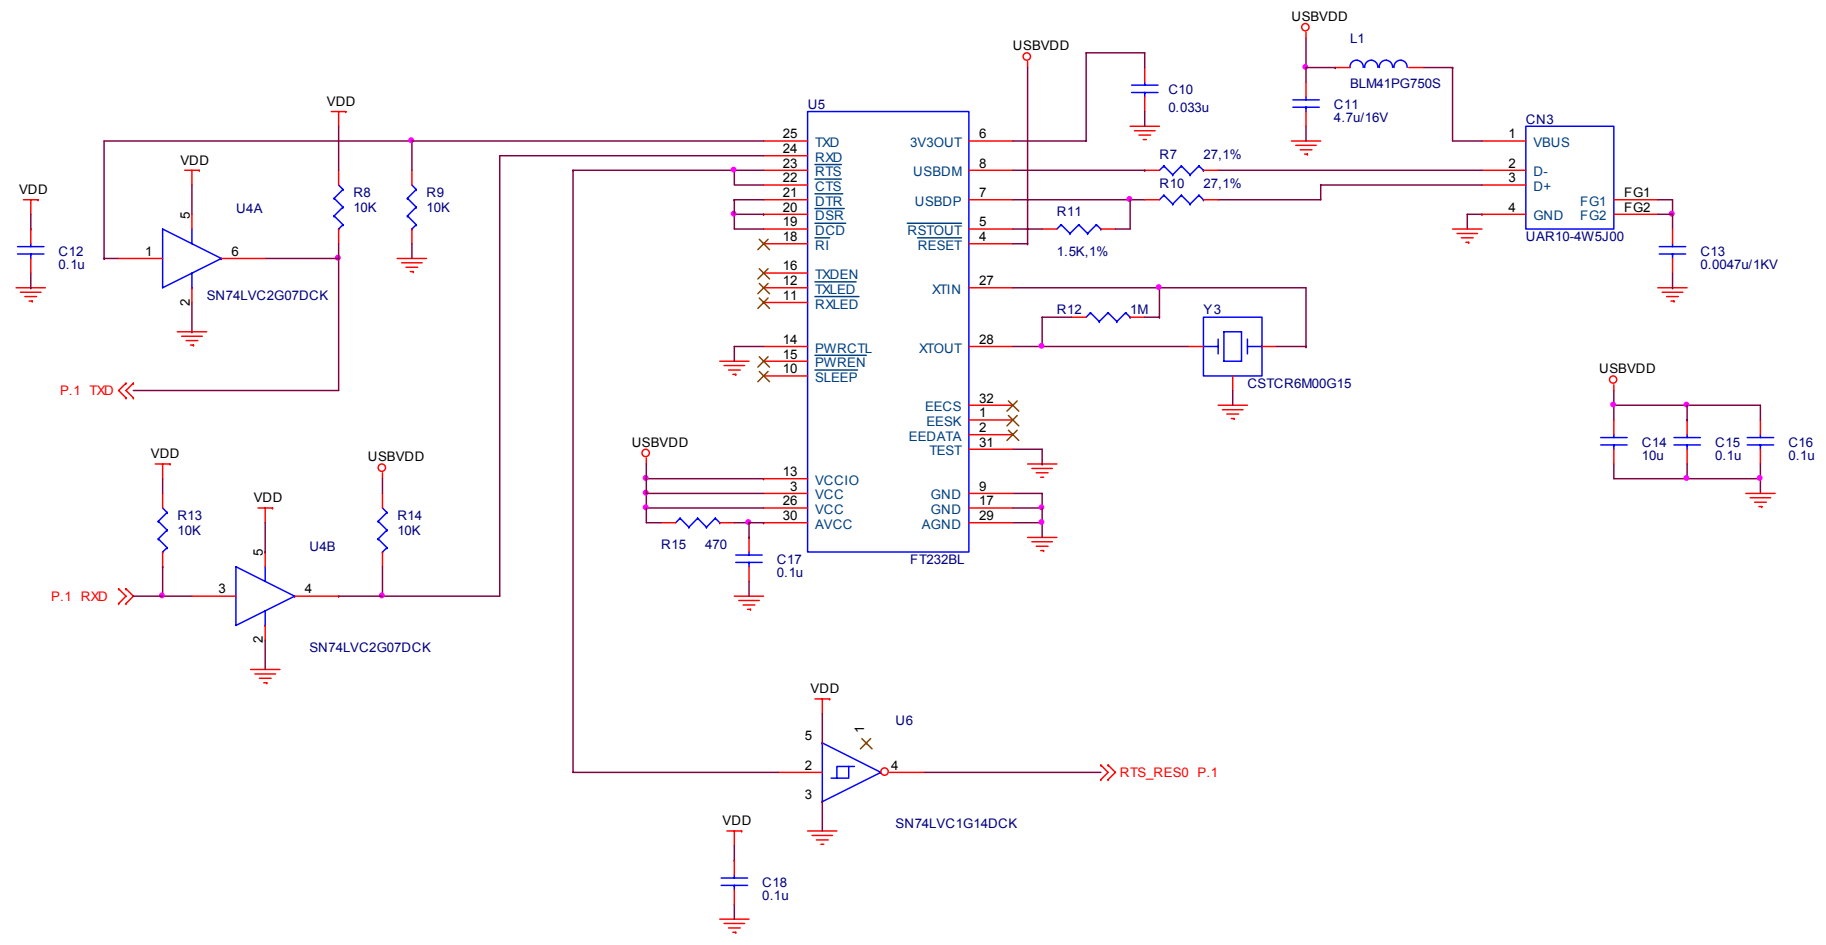 USBVDD
L1
BLM41PG750S
C11
4.7u/16V
USBVDD
C10
0.033u
CN3
1 VBUS
2 D-
3 D+
4 GND
FG1 FG1
FG2 FG2
UAR10-4W5J00
C13
0.0047u/1KV
R7 27,1%
R10 27,1%
R11
1.5K,1%
R12 1M
Y3
CSTCR6M00G15
U5
25 TXD
24 RXD
23 RTS
22 CTS
21 DTR
20 DSR
19 DCD
18 RI
16 TXDEN
12 TXLED
11 RXLED
14 PWRCTL
15 PWREN
10 SLEEP
13 VCCIO
3 VCC
26 VCC
30 AVCC
3V3OUT 6
USBDM 8
USBDP 7
RSTOUT 5
RESET 4
XTIN 27
XTOUT 28
EECS 32
EESK 1
EEDATA 2
TEST 31
GND 9
GND 17
AGND 29
FT232BL
VDD
R8
10K
R9
10K
VDD
U4A
5
1
6
2
SN74LVC2G07DCK
VDD
C12
0.1u
P.1 TXD
VDD
R13
10K
VDD
U4B
5
3
4
2
SN74LVC2G07DCK
USBVDD
R14
10K
P.1 RXD
USBVDD
R15 470
C17
0.1u
USBVDD
C14
10u
C15
0.1u
C16
0.1u
VDD
U6
5
1
2
4
3
SN74LVC1G14DCK
RTS_RES0 P.1
VDD
C18
0.1u